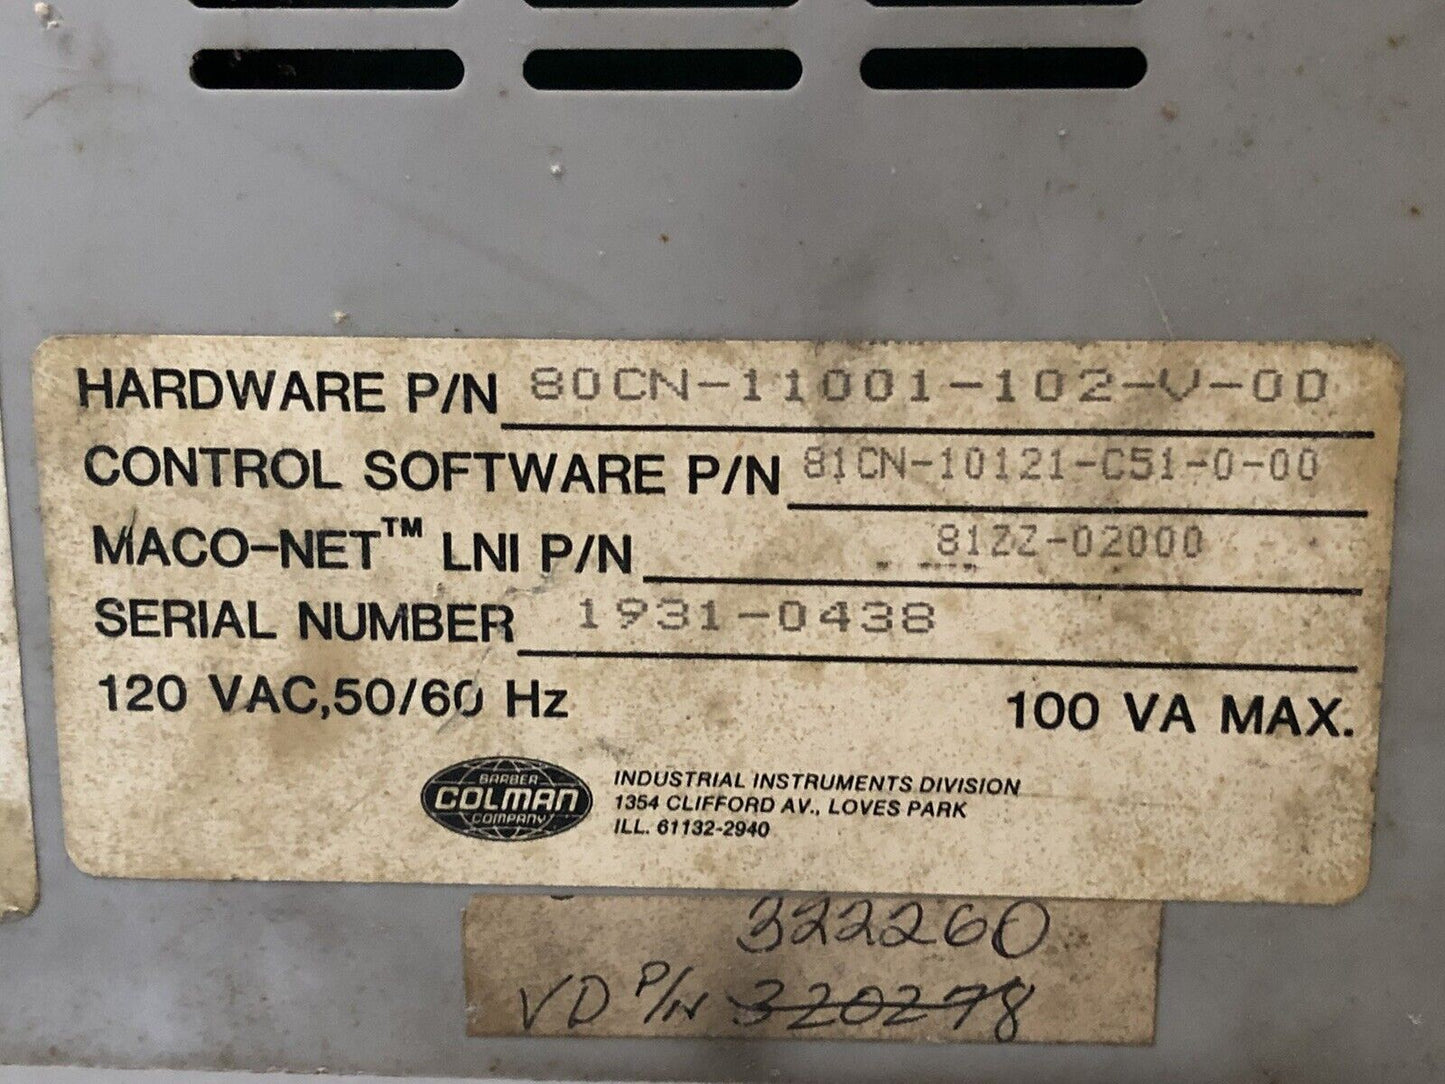 HARDWARE P/N 80CN-11001-102-V-00
CONTROL SOFTWARE P/N 81CN-10121-C51-0-00
MACO-NET™ LNI P/N 81ZZ-02000
SERIAL NUMBER 1931-0438
120 VAC,50/60 Hz 100 VA MAX.
BARBER
COLMAN
COMPANY
INDUSTRIAL INSTRUMENTS DIVISION
1354 CLIFFORD AV., LOVES PARK
ILL. 61132-2940
322260
VD P/N 320278